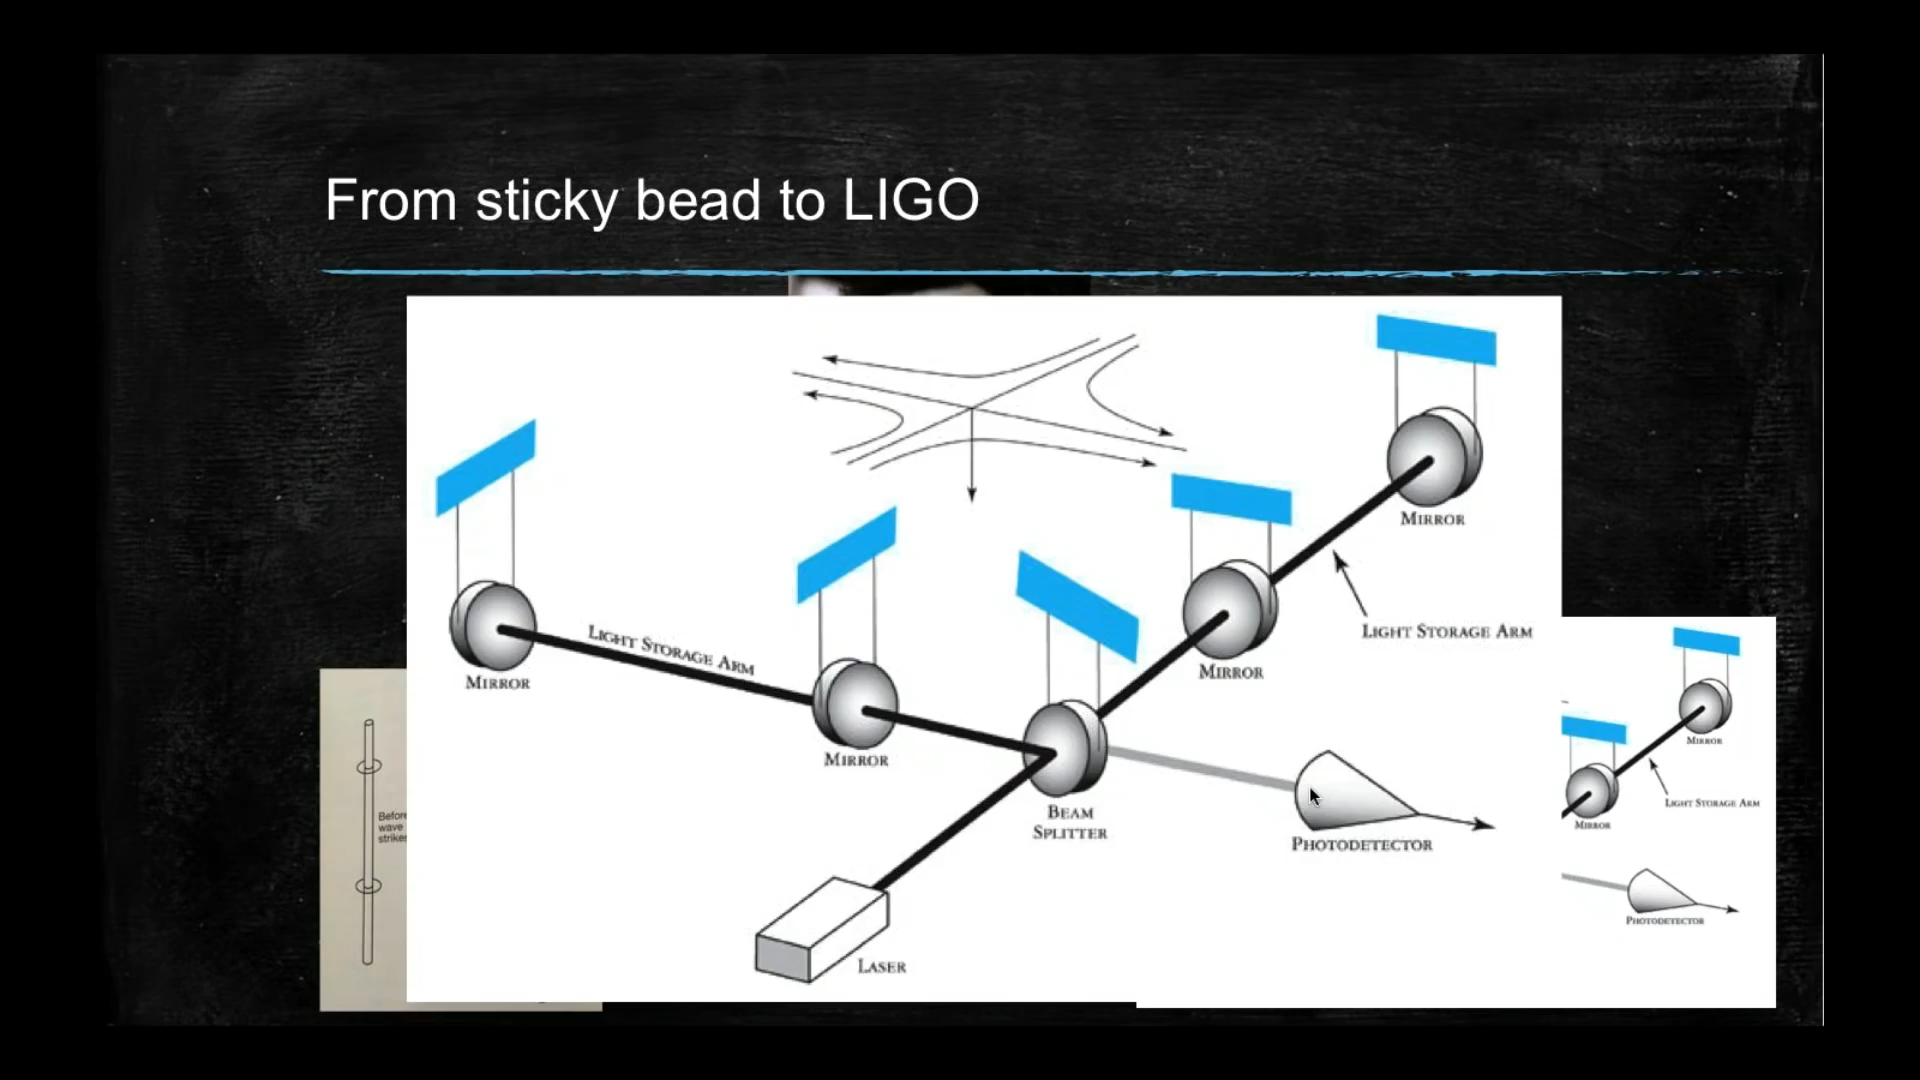 From sticky bead to LIGO
MIRROR
LIGHT STORAGE ARM
MIRROR
MIRROR
LIGHT STORAGE ARM
MIRROR
MIRROR
MIRROR
LIGHT STORAGE ARM
MIRROR
BEAM
SPLITTER
PHOTODETECTOR
LASER
Before
wave
strikes
PHOTODETECTOR